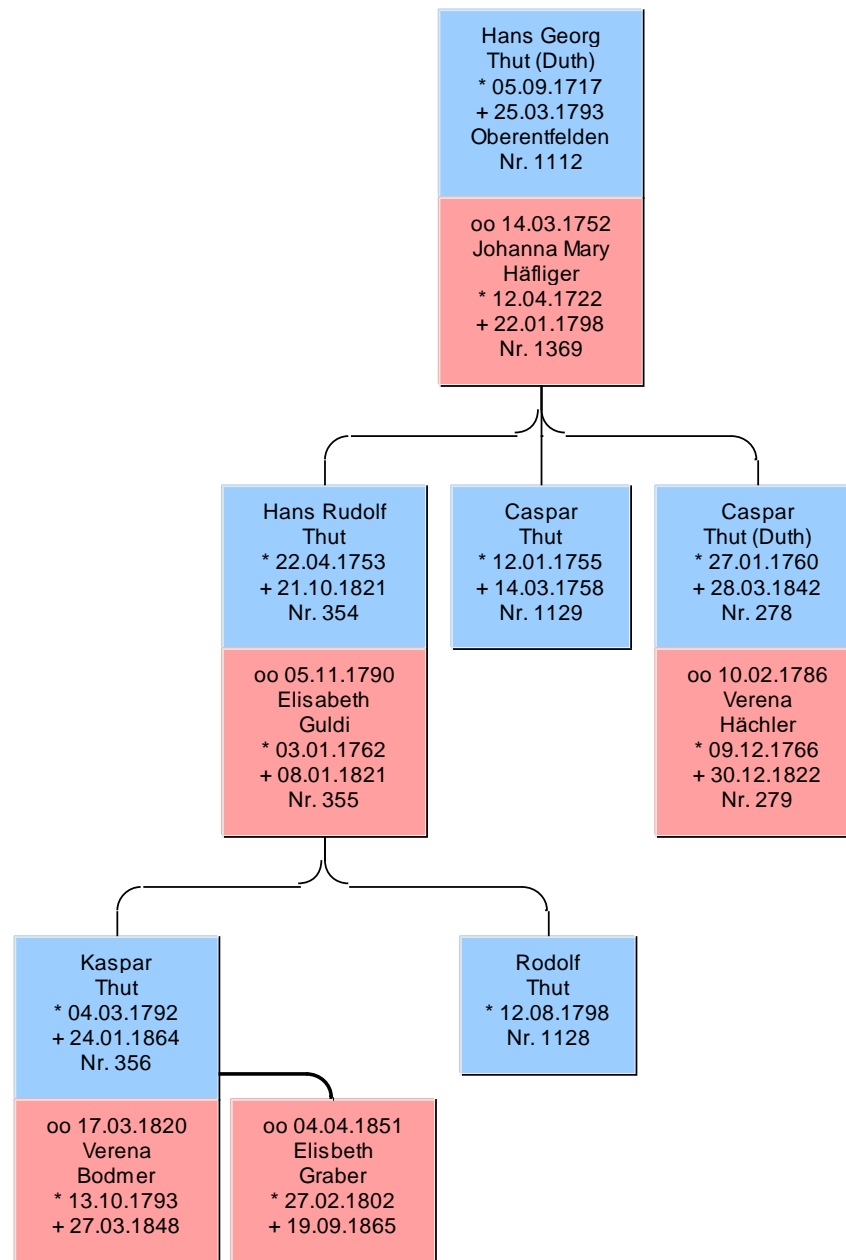 Hans Georg
Thut (Duth)
* 05.09.1717
+ 25.03.1793
Oberentfelden
Nr. 1112
oo 14.03.1752
Johanna Mary
Häfliger
* 12.04.1722
+ 22.01.1798
Nr. 1369
Hans Rudolf
Thut
* 22.04.1753
+ 21.10.1821
Nr. 354
oo 05.11.1790
Elisabeth
Guldi
* 03.01.1762
+ 08.01.1821
Nr. 355
Caspar
Thut
* 12.01.1755
+ 14.03.1758
Nr. 1129
Caspar
Thut (Duth)
* 27.01.1760
+ 28.03.1842
Nr. 278
oo 10.02.1786
Verena
Hächler
* 09.12.1766
+ 30.12.1822
Nr. 279
Kaspar
Thut
* 04.03.1792
+ 24.01.1864
Nr. 356
oo 17.03.1820
Verena
Bodmer
* 13.10.1793
+ 27.03.1848
oo 04.04.1851
Elisbeth
Graber
* 27.02.1802
+ 19.09.1865
Rodolf
Thut
* 12.08.1798
Nr. 1128